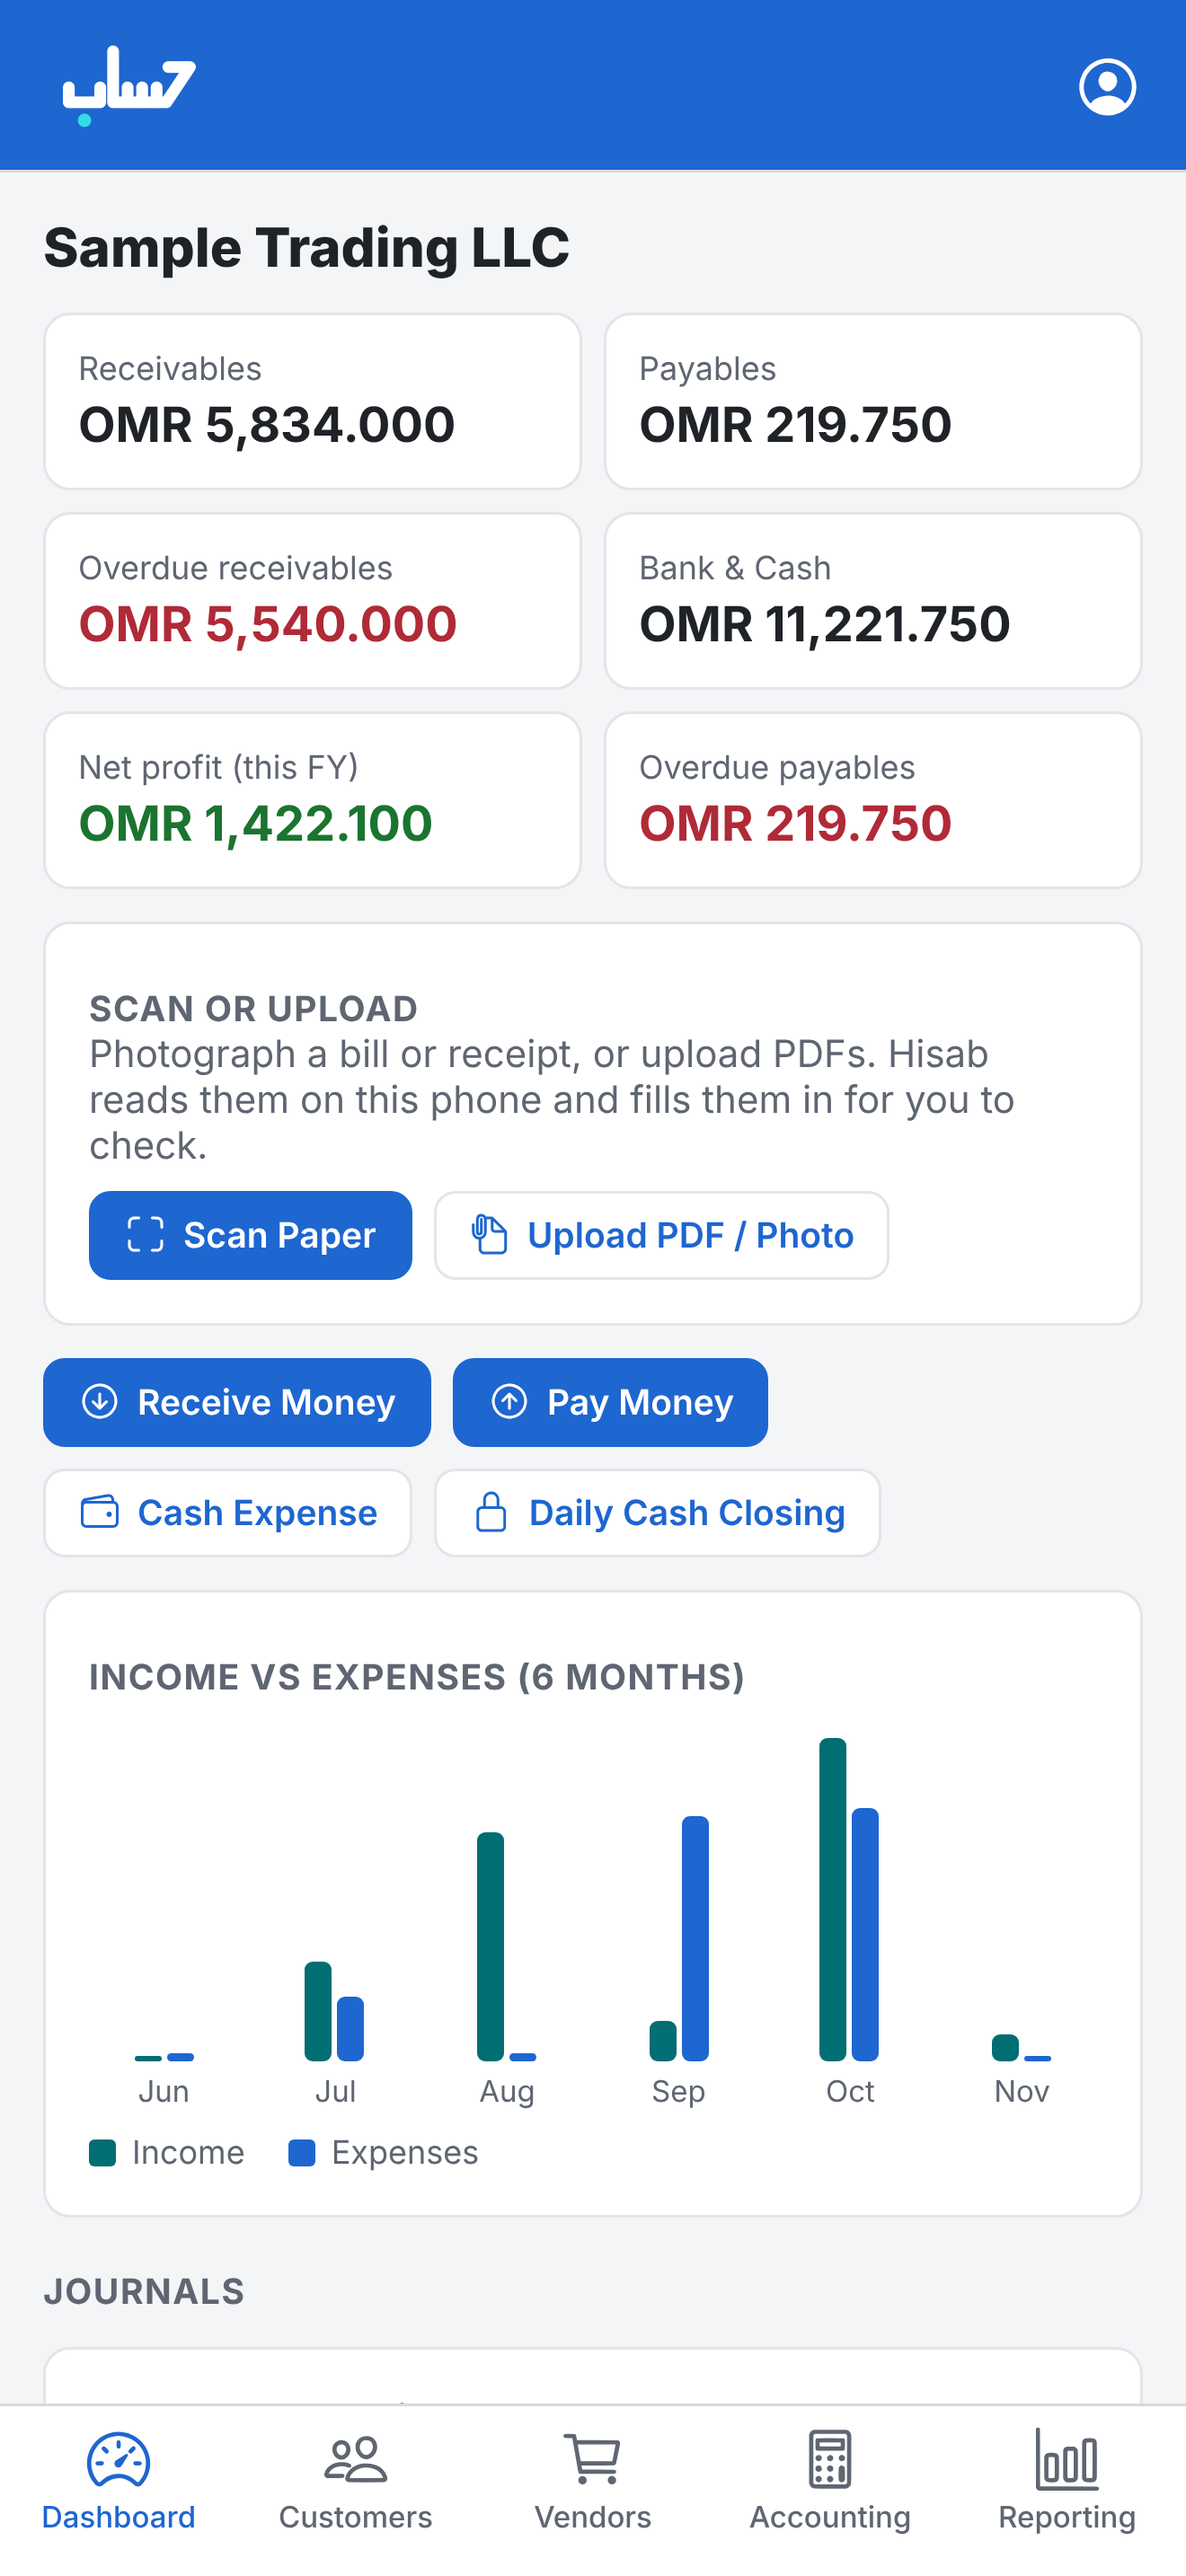 حساب
Sample Trading LLC
Receivables
OMR 5,834.000
Payables
OMR 219.750
Overdue receivables
OMR 5,540.000
Bank & Cash
OMR 11,221.750
Net profit (this FY)
OMR 1,422.100
Overdue payables
OMR 219.750
SCAN OR UPLOAD
Photograph a bill or receipt, or upload PDFs. Hisab
reads them on this phone and fills them in for you to
check.
Scan Paper
Upload PDF / Photo
Receive Money
Pay Money
Cash Expense
Daily Cash Closing
INCOME VS EXPENSES (6 MONTHS)
Jun Jul Aug Sep Oct Nov
Income Expenses
JOURNALS
Dashboard Customers Vendors Accounting Reporting